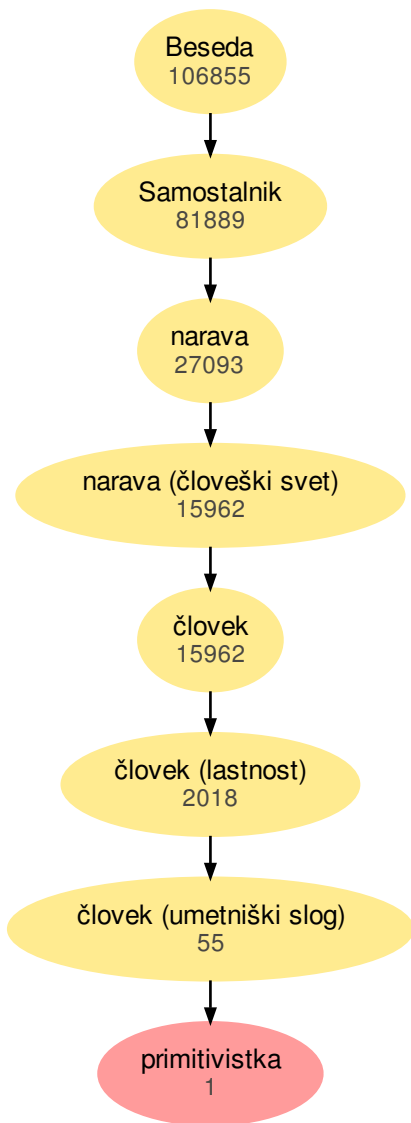 Beseda
106855
Samostalnik
81889
narava
27093
narava (človeški svet)
15962
človek
15962
človek (lastnost)
2018
človek (umetniški slog)
55
primitivistka
1